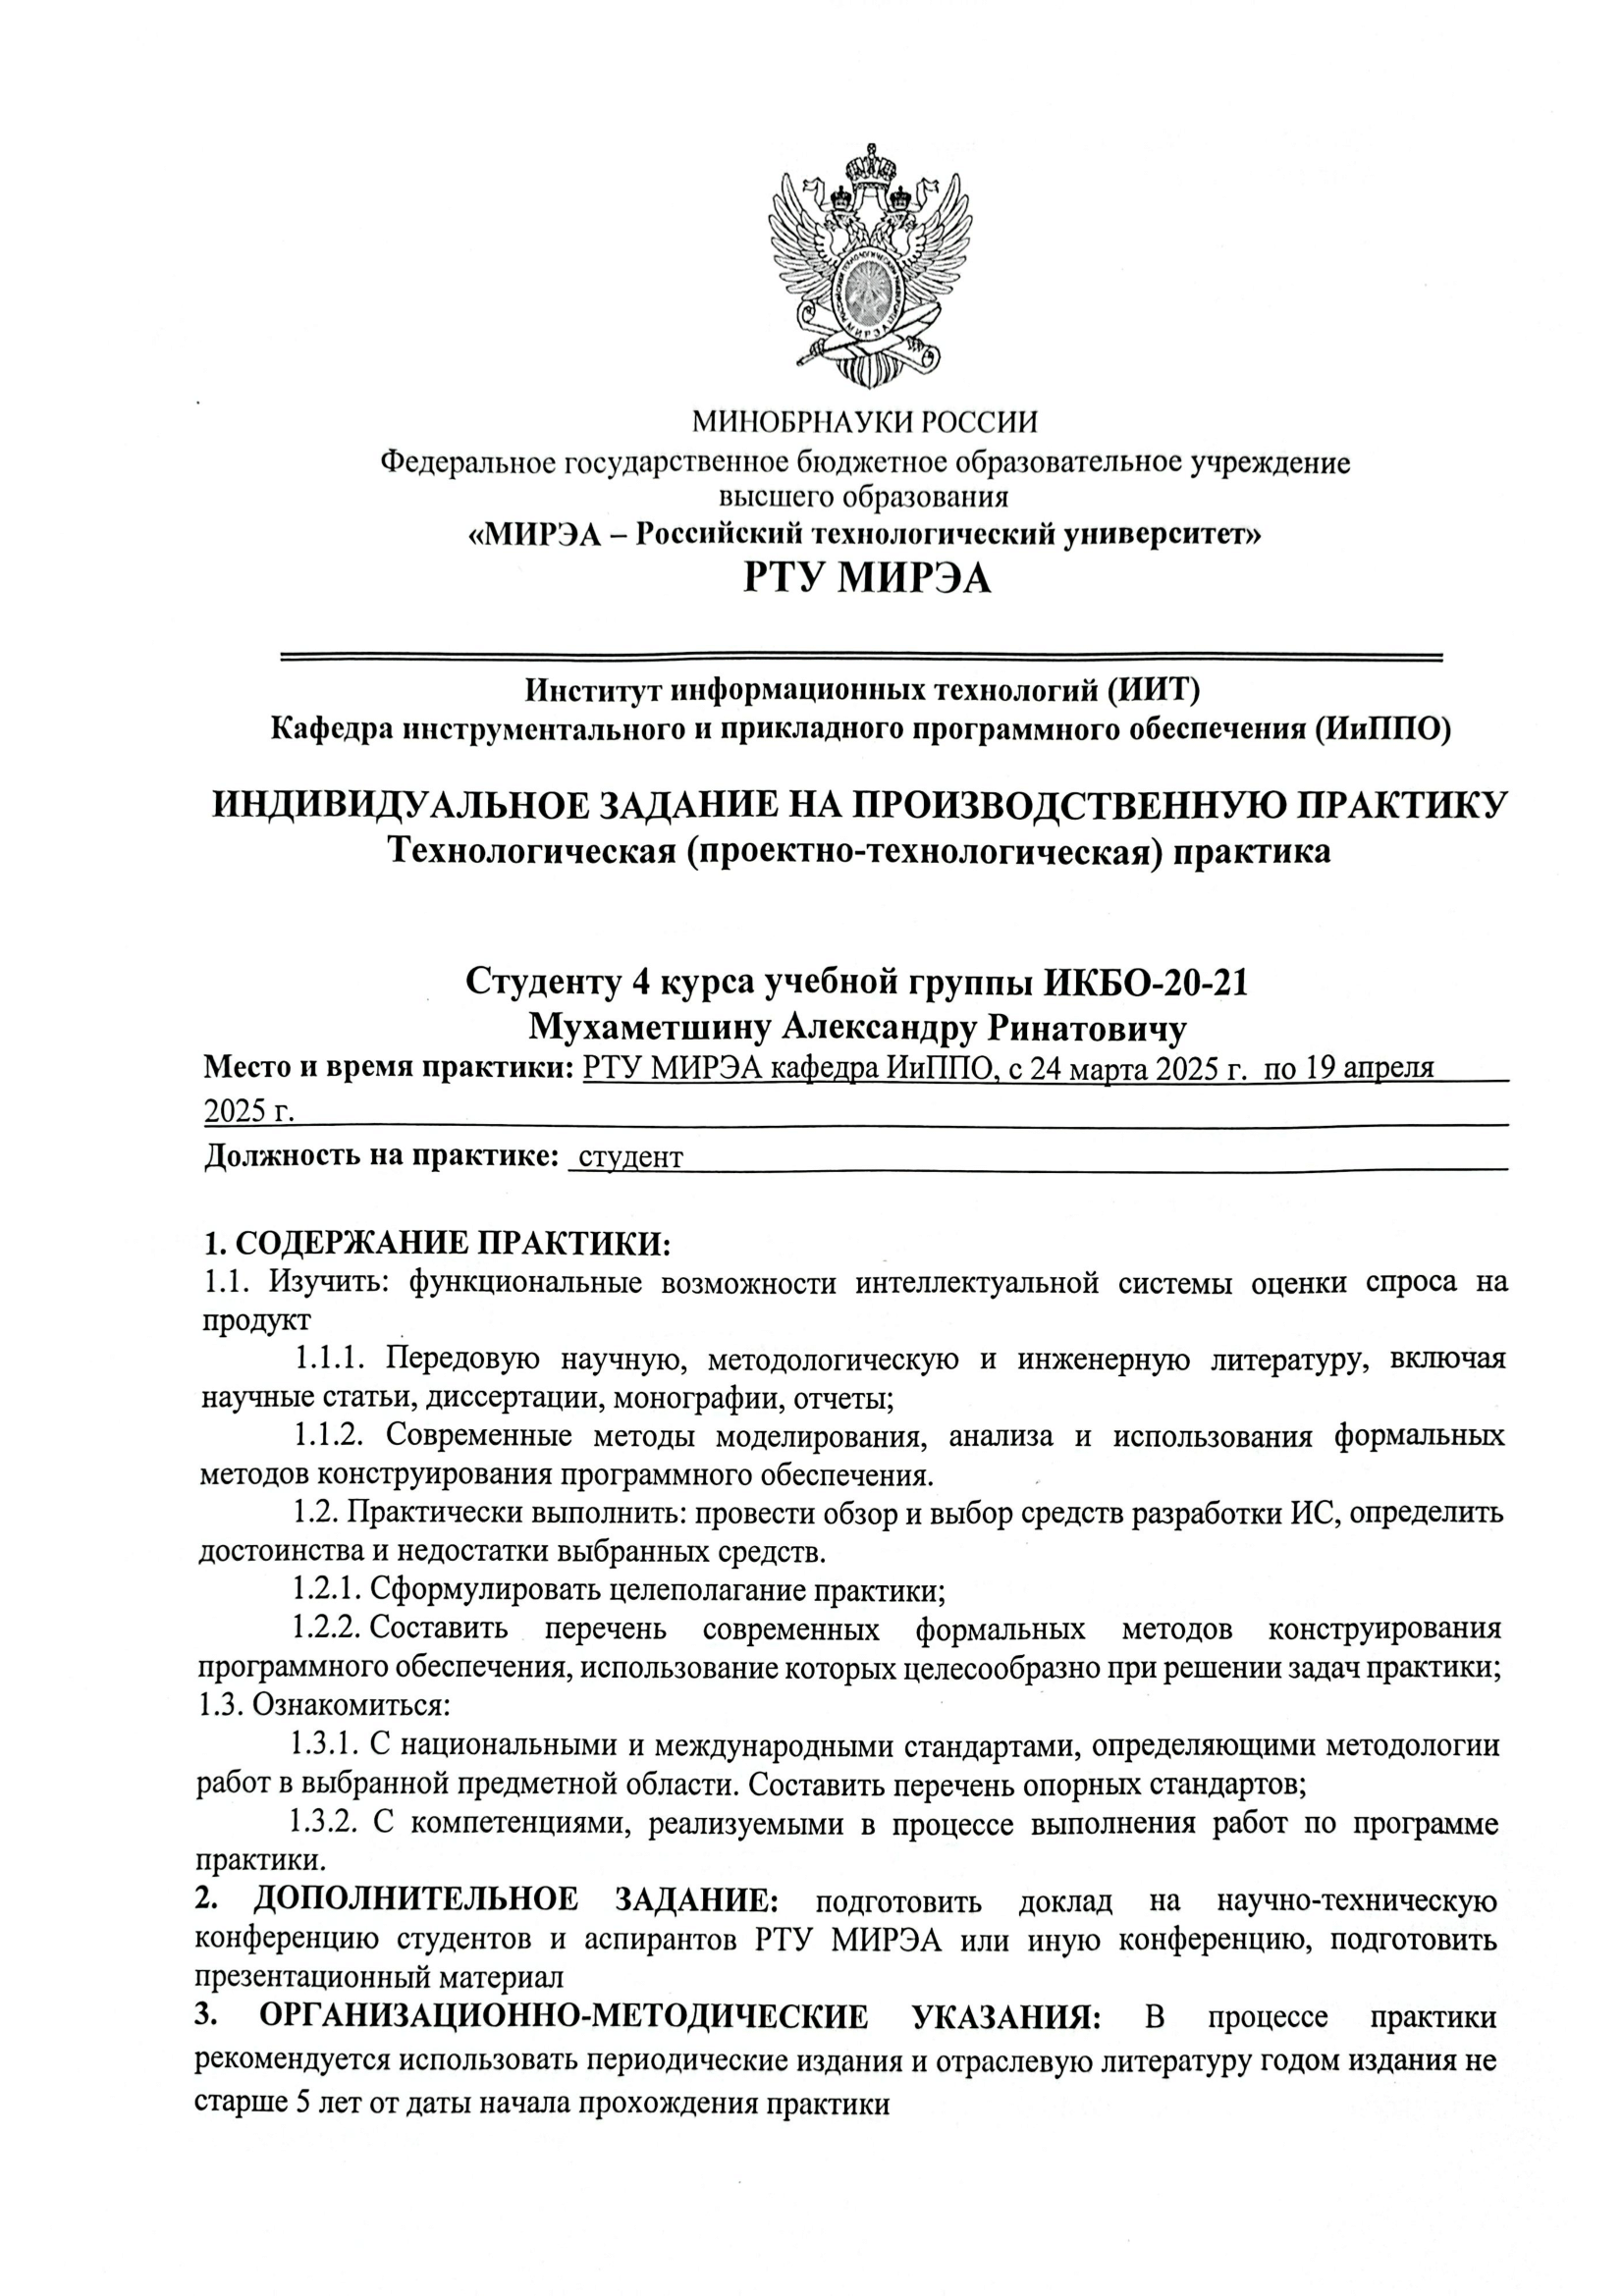 МИНОБРНАУКИ РОССИИ
Федеральное государственное бюджетное образовательное учреждение
высшего образования
«МИРЭА – Российский технологический университет»
РТУ МИРЭА
Институт информационных технологий (ИИТ)
Кафедра инструментального и прикладного программного обеспечения (ИиППО)
ИНДИВИДУАЛЬНОЕ ЗАДАНИЕ НА ПРОИЗВОДСТВЕННУЮ ПРАКТИКУ
Технологическая (проектно-технологическая) практика
Студенту 4 курса учебной группы ИКБО-20-21
Мухаметшину Александру Ринатовичу
Место и время практики: РТУ МИРЭА кафедра ИиППО, с 24 марта 2025 г. по 19 апреля
2025 г.
Должность на практике: студент
1. СОДЕРЖАНИЕ ПРАКТИКИ:
1.1. Изучить: функциональные возможности интеллектуальной системы оценки спроса на
продукт
1.1.1. Передовую научную, методологическую и инженерную литературу, включая
научные статьи, диссертации, монографии, отчеты;
1.1.2. Современные методы моделирования, анализа и использования формальных
методов конструирования программного обеспечения.
1.2. Практически выполнить: провести обзор и выбор средств разработки ИС, определить
достоинства и недостатки выбранных средств.
1.2.1. Сформулировать целеполагание практики;
1.2.2. Составить перечень современных формальных методов конструирования
программного обеспечения, использование которых целесообразно при решении задач практики;
1.3. Ознакомиться:
1.3.1. С национальными и международными стандартами, определяющими методологии
работ в выбранной предметной области. Составить перечень опорных стандартов;
1.3.2. С компетенциями, реализуемыми в процессе выполнения работ по программе
практики.
2. ДОПОЛНИТЕЛЬНОЕ ЗАДАНИЕ: подготовить доклад на научно-техническую
конференцию студентов и аспирантов РТУ МИРЭА или иную конференцию, подготовить
презентационный материал
3. ОРГАНИЗАЦИОННО-МЕТОДИЧЕСКИЕ УКАЗАНИЯ: В процессе практики
рекомендуется использовать периодические издания и отраслевую литературу годом издания не
старше 5 лет от даты начала прохождения практики